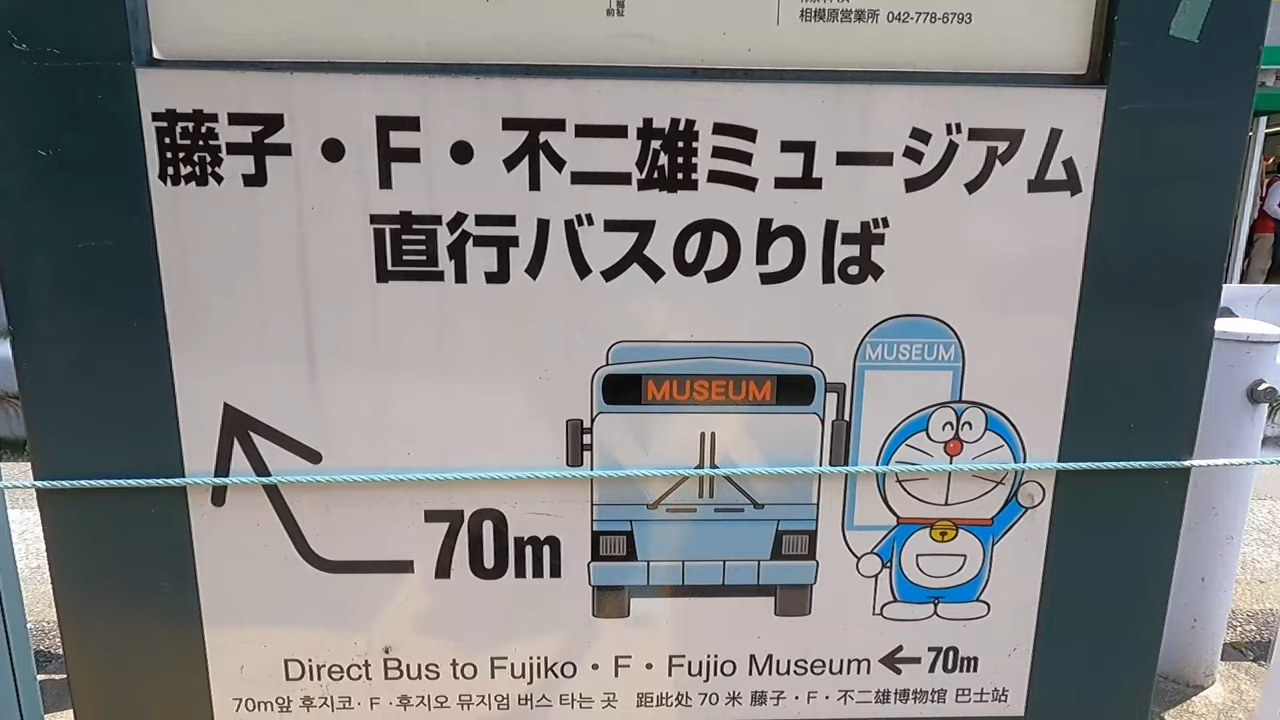 福祉
前
相模原営業所 042-778-6793
藤子・F・不二雄ミュージアム
直行バスのりば
MUSEUM
MUSEUM
70m
Direct Bus to Fujiko・F・Fujio Museum ← 70m
70m앞 후지코·F·후지오 뮤지엄 버스 타는 곳 距此处 70 米 藤子・F・不二雄博物馆 巴士站